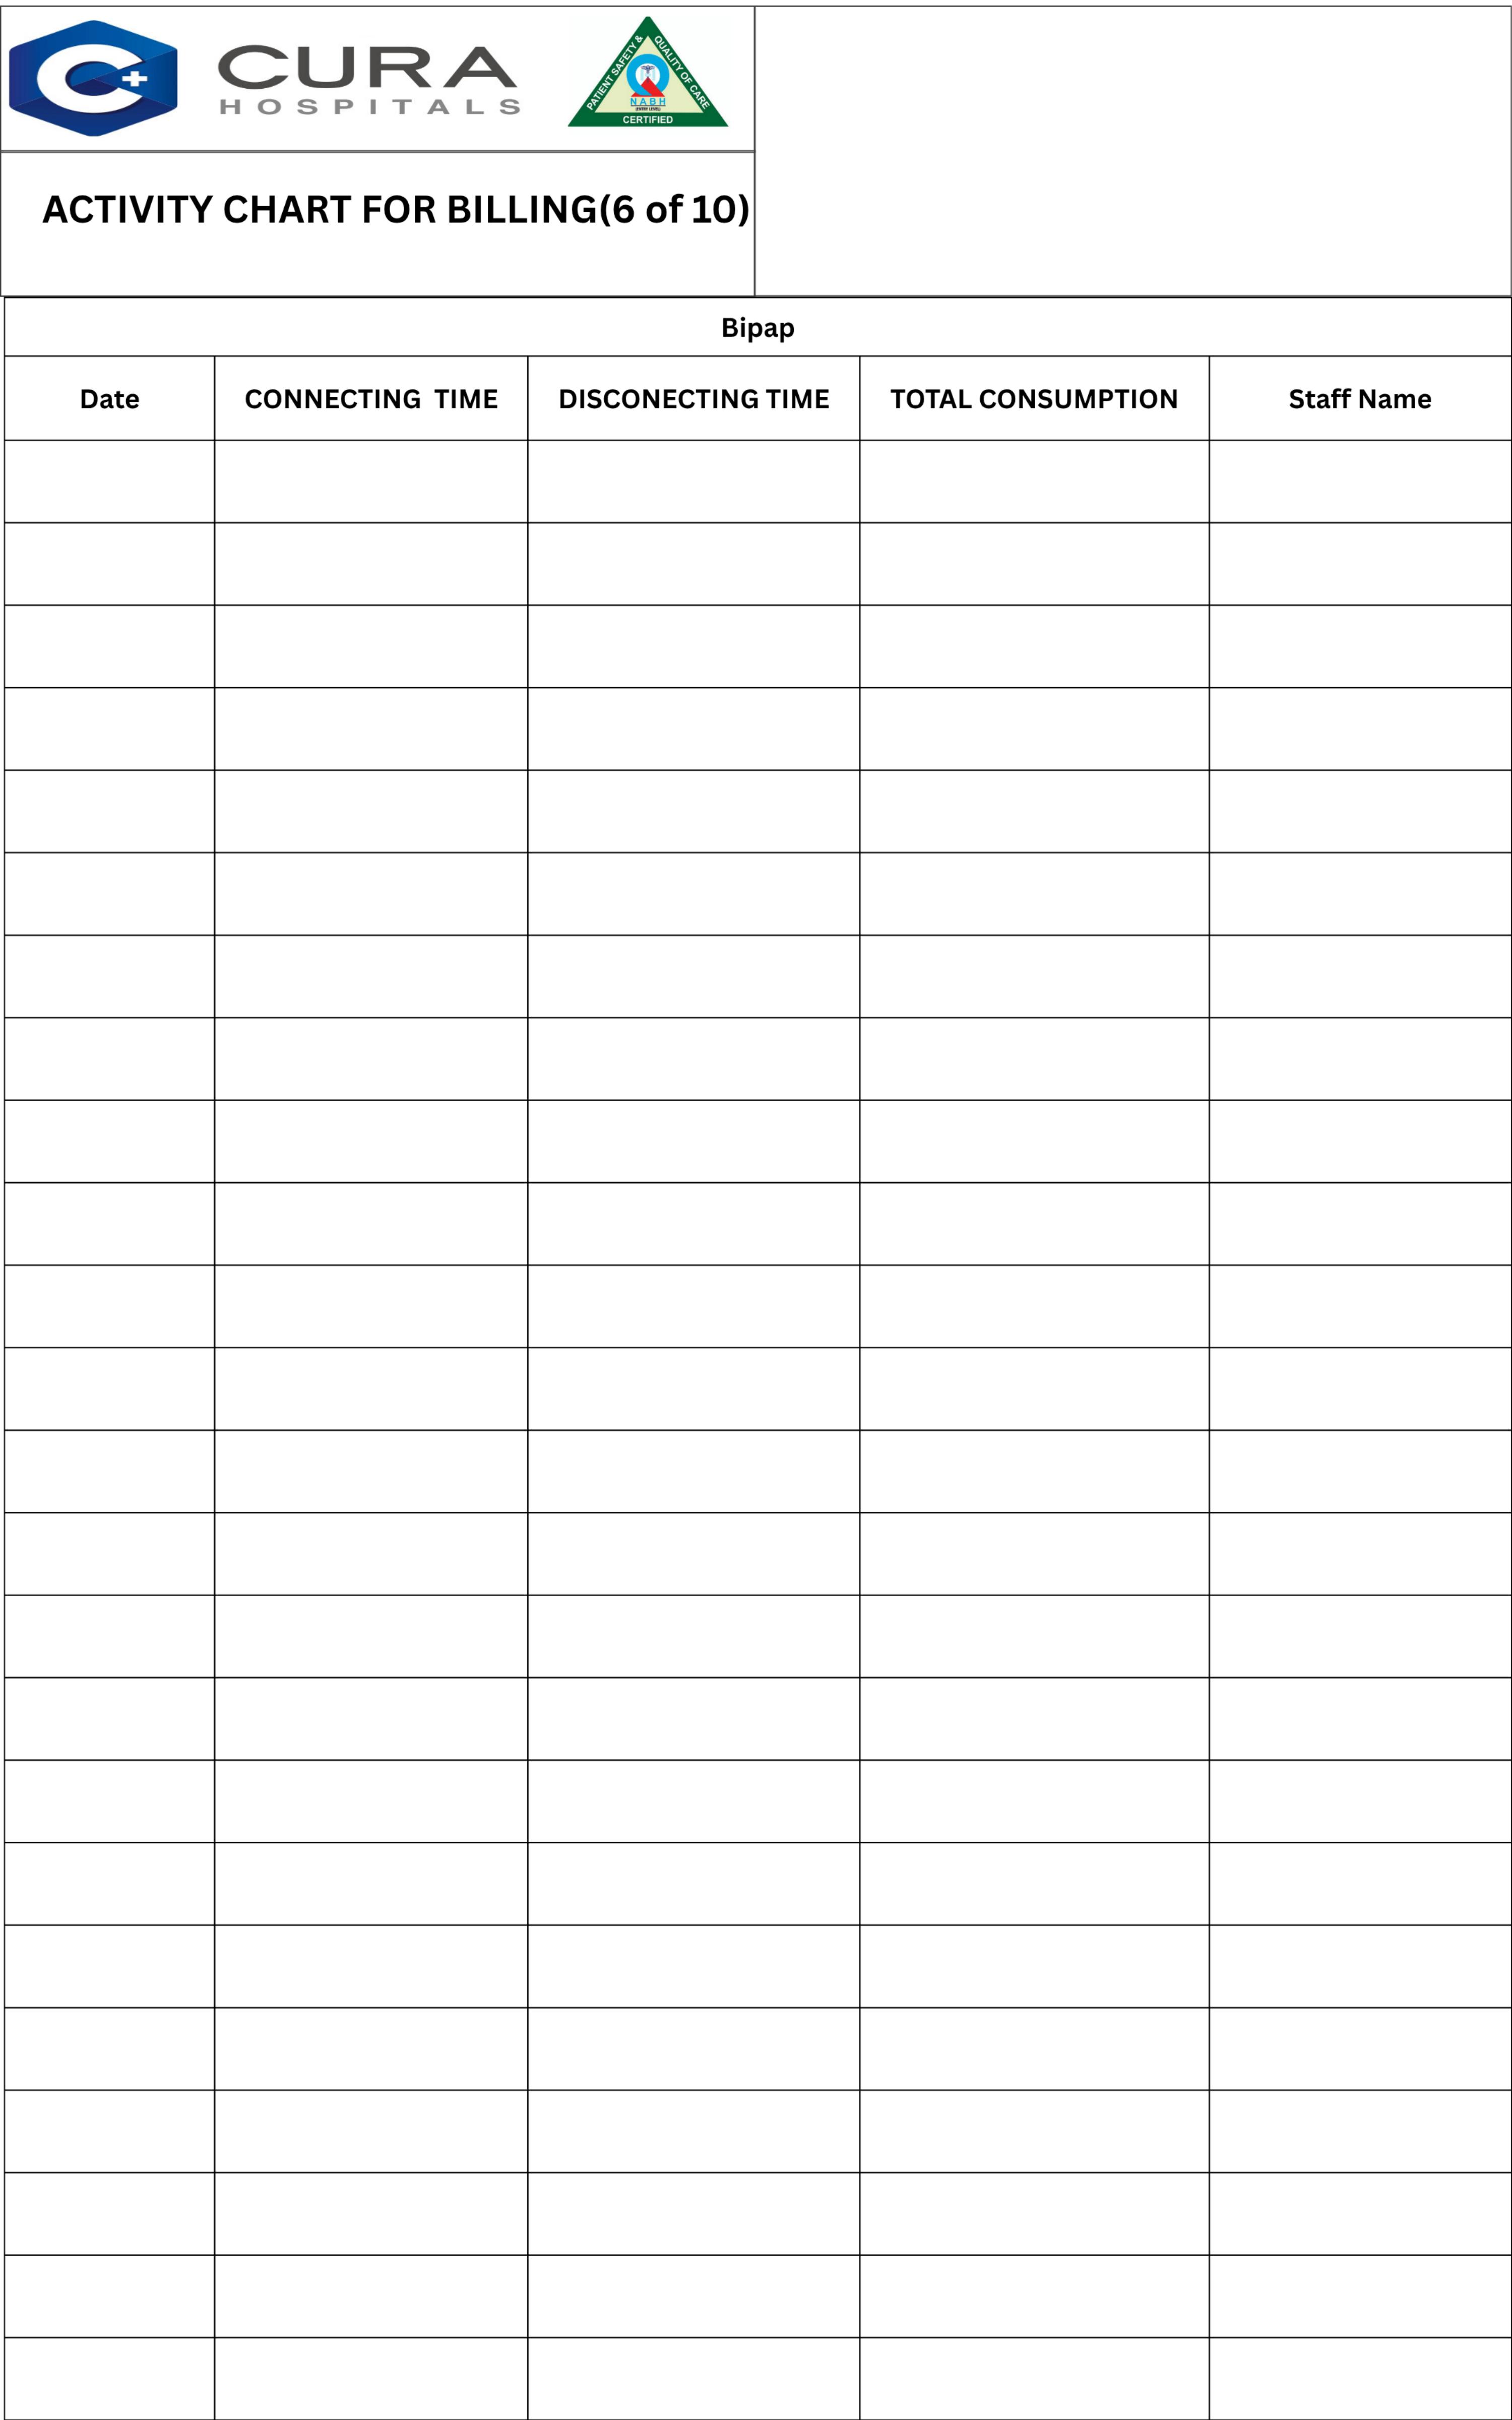 CURA
HOSPITALS
PATIENT SAFETY & QUALITY OF CARE
NABH
(ENTRY LEVEL)
CERTIFIED
ACTIVITY CHART FOR BILLING(6 of 10)
Bipap
Date CONNECTING TIME DISCONECTING TIME TOTAL CONSUMPTION Staff Name